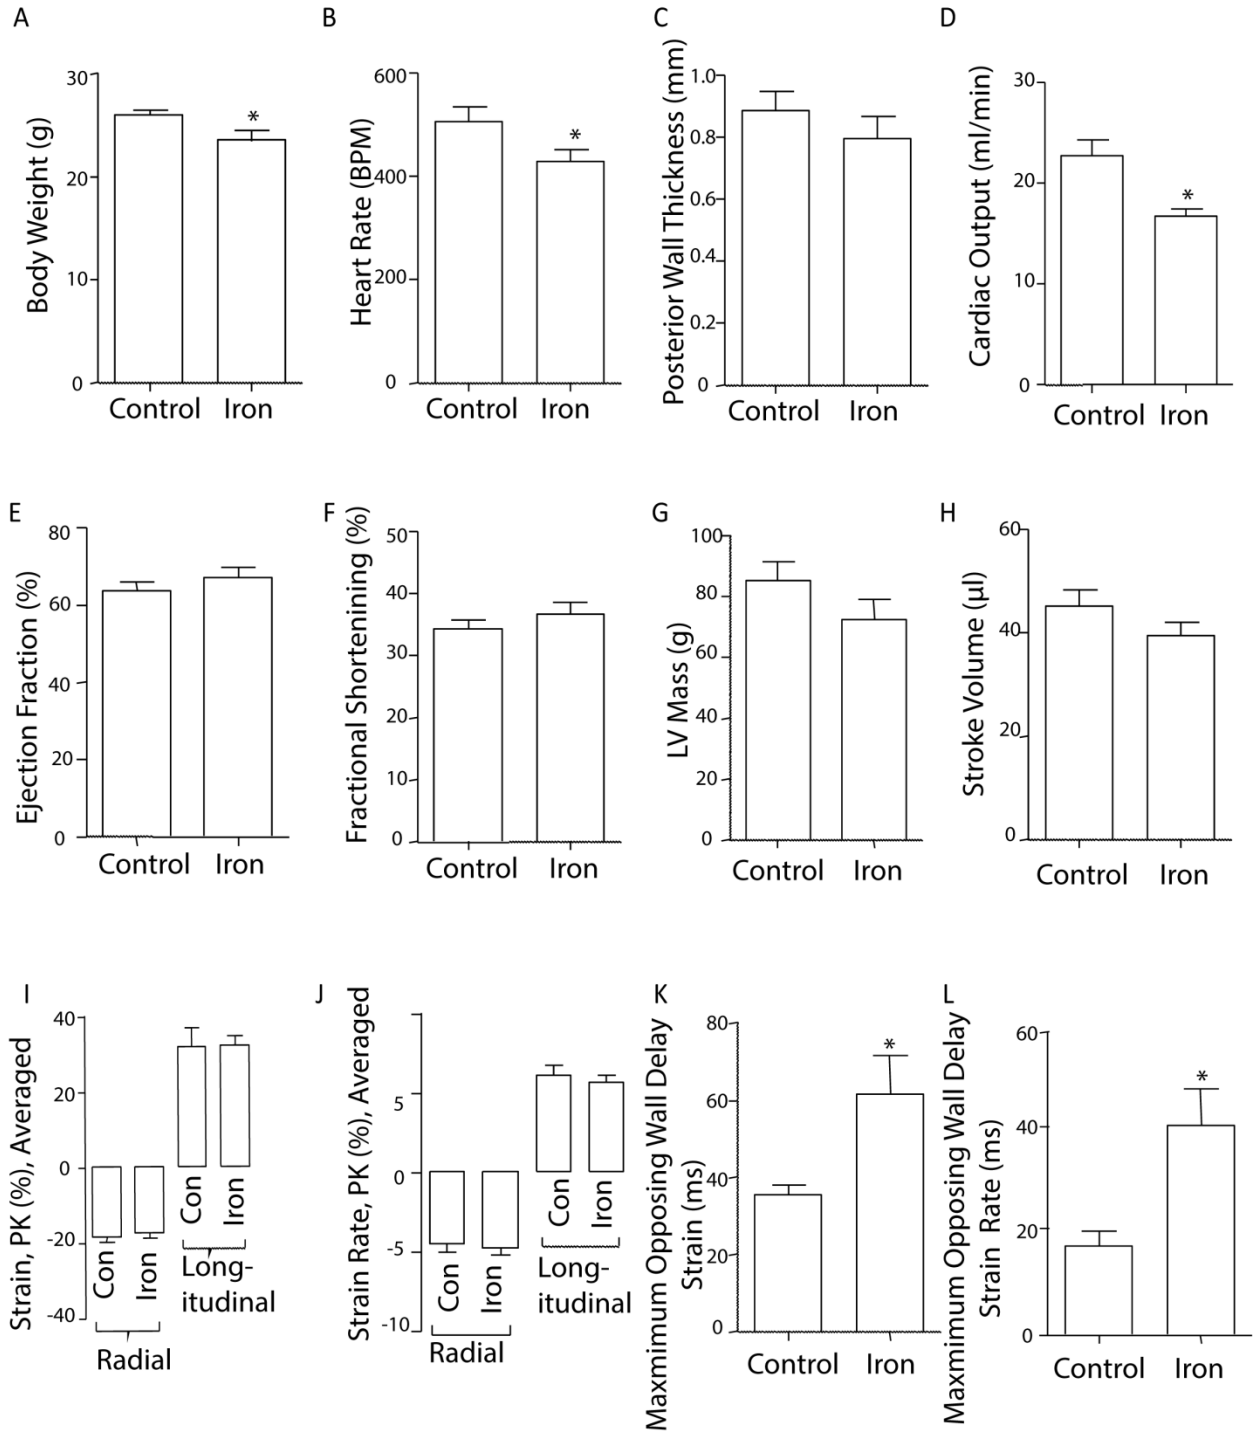 A
Body Weight (g)
30
20
10
0
*
Control Iron
B
Heart Rate (BPM)
600
400
200
0
*
Control Iron
C
Posterior Wall Thickness (mm)
1.0
0.8
0.6
0.4
0.2
0
Control Iron
D
Cardiac Output (ml/min)
30
20
10
0
*
Control Iron
E
Ejection Fraction (%)
80
60
40
20
0
Control Iron
F
Fractional Shortenining (%)
50
40
30
20
10
0
Control Iron
G
LV Mass (g)
100
80
60
40
20
0
Control Iron
H
Stroke Volume (µl)
60
40
20
0
Control Iron
I
Strain, PK (%), Averaged
40
20
0
-20
-40
Con Iron
Radial
Con Iron
Long-
itudinal
J
Strain Rate, PK (%), Averaged
5
0
-5
-10
Con Iron
Radial
Con Iron
Long-
itudinal
K
Maxmimum Opposing Wall Delay
Strain (ms)
80
60
40
20
0
*
Control Iron
L
Maxmimum Opposing Wall Delay
Strain Rate (ms)
60
40
20
0
*
Control Iron